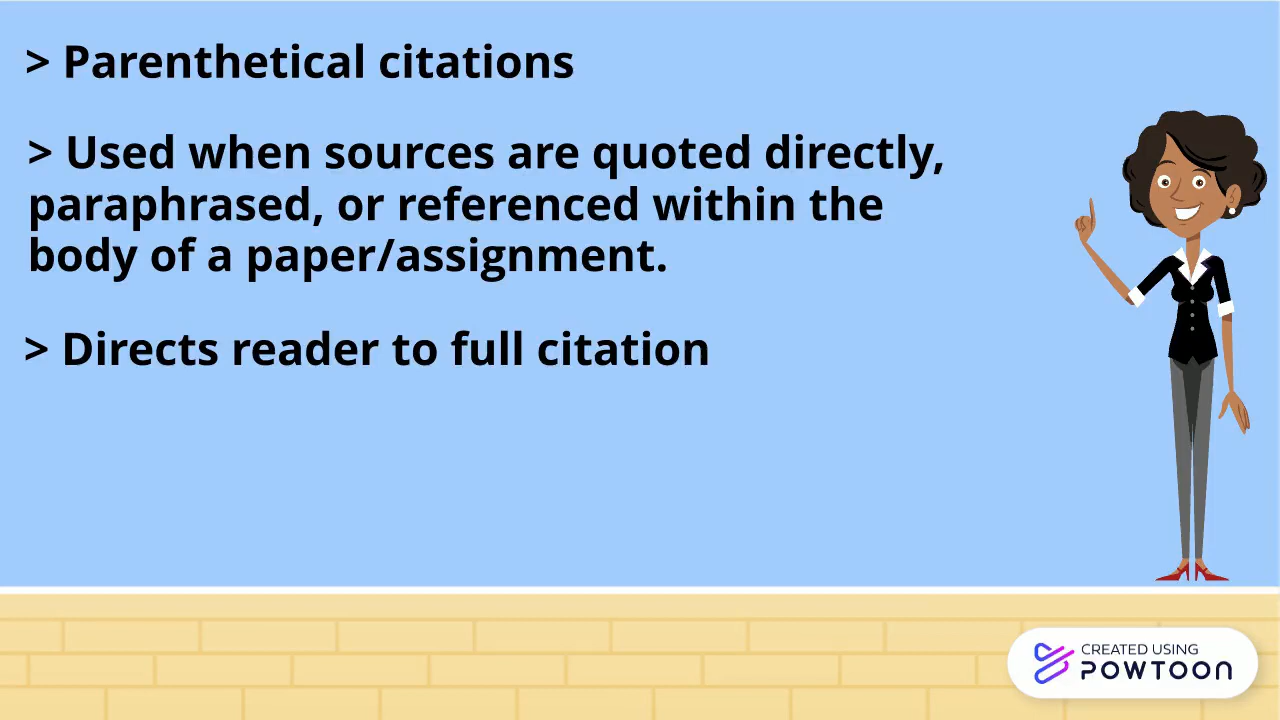 > Parenthetical citations
> Used when sources are quoted directly,
paraphrased, or referenced within the
body of a paper/assignment.
> Directs reader to full citation
CREATED USING
POWTOON